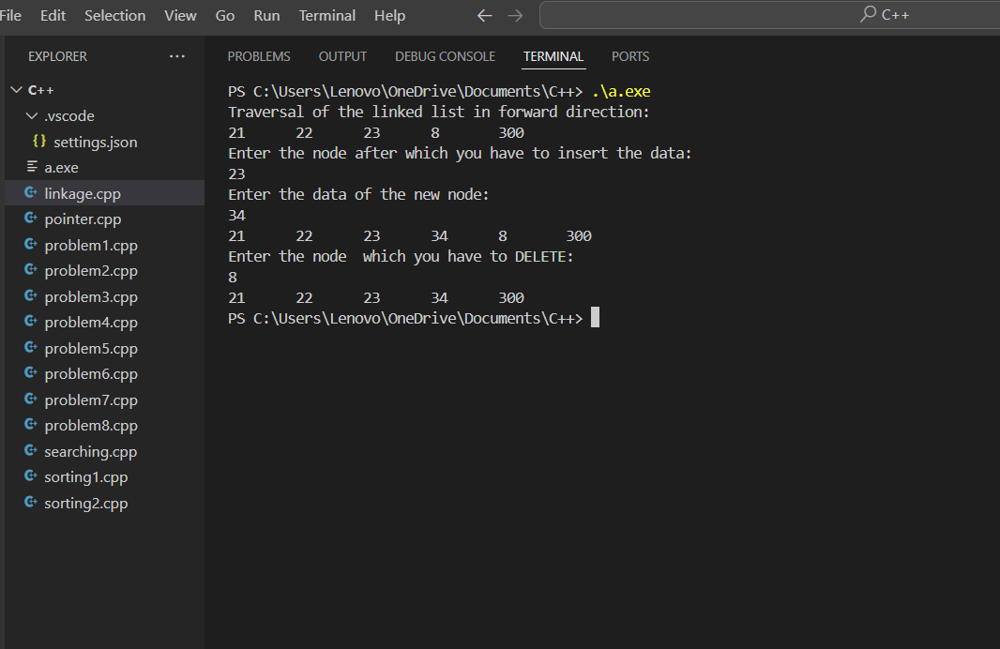 File Edit Selection View Go Run Terminal Help C++
EXPLORER ...
C++
.vscode
{} settings.json
a.exe
linkage.cpp
pointer.cpp
problem1.cpp
problem2.cpp
problem3.cpp
problem4.cpp
problem5.cpp
problem6.cpp
problem7.cpp
problem8.cpp
searching.cpp
sorting1.cpp
sorting2.cpp
PROBLEMS OUTPUT DEBUG CONSOLE TERMINAL PORTS
PS C:\Users\Lenovo\OneDrive\Documents\C++> .\a.exe
Traversal of the linked list in forward direction:
21 22 23 8 300
Enter the node after which you have to insert the data:
23
Enter the data of the new node:
34
21 22 23 34 8 300
Enter the node  which you have to DELETE:
8
21 22 23 34 300
PS C:\Users\Lenovo\OneDrive\Documents\C++>